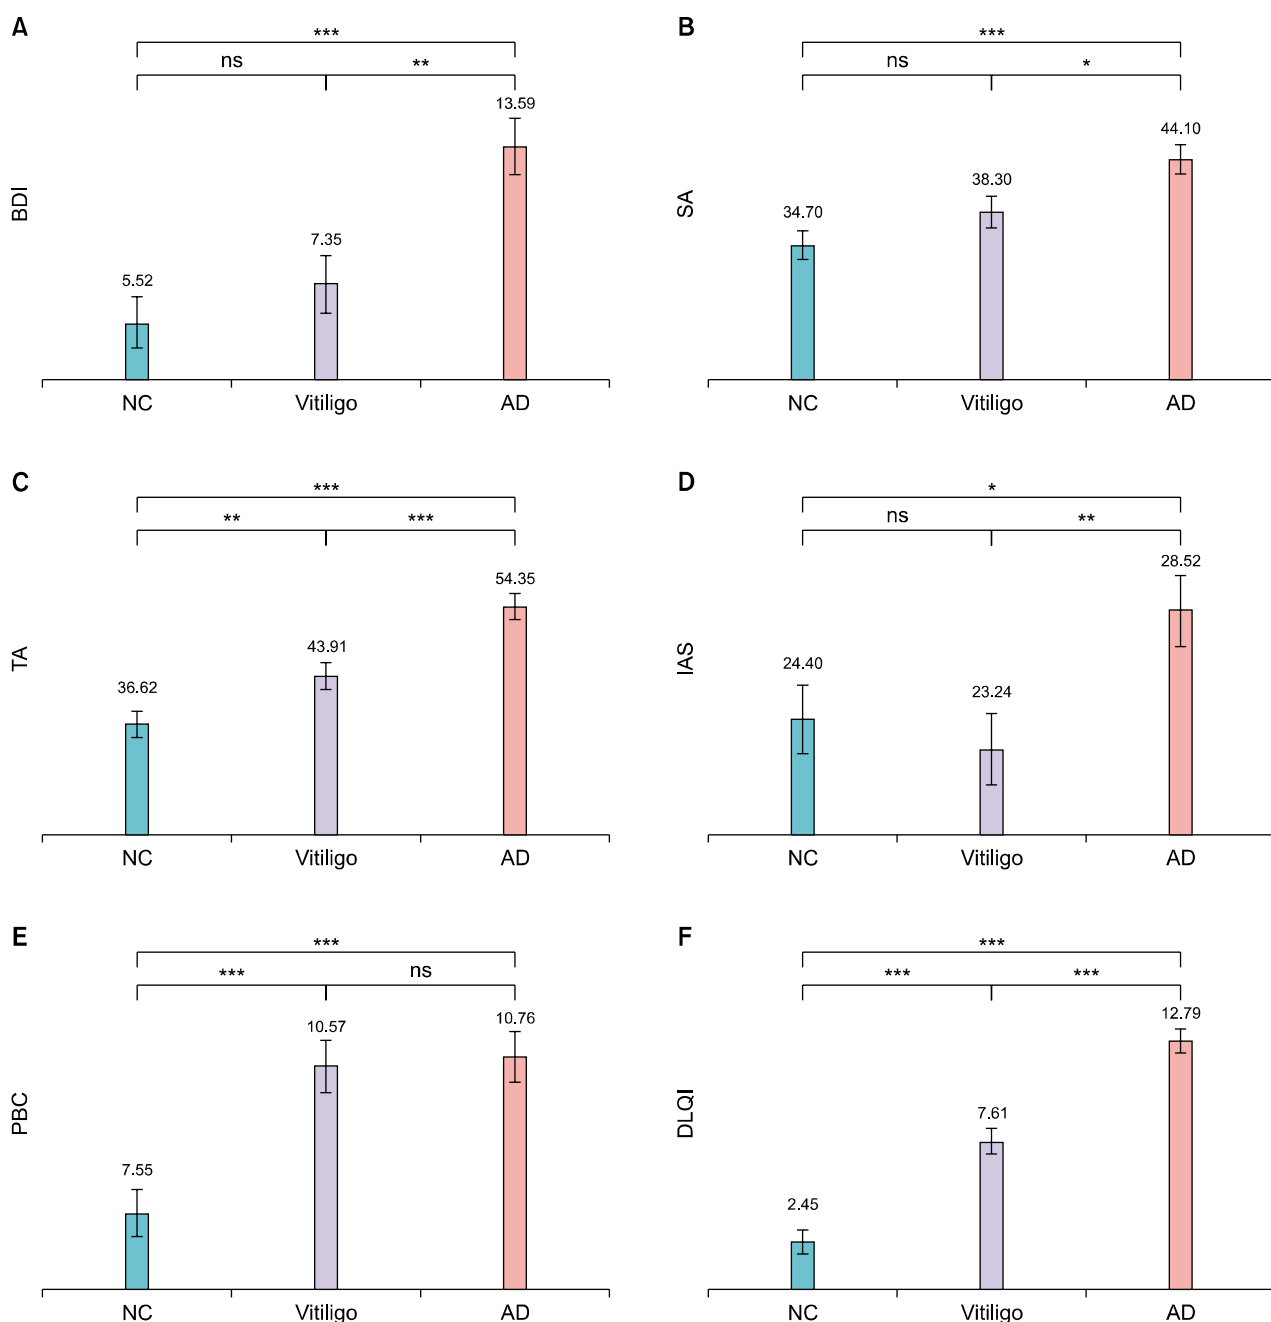 A
***
ns
**
13.59
7.35
5.52
BDI
NC
Vitiligo
AD
B
***
ns
*
44.10
38.30
34.70
SA
NC
Vitiligo
AD
C
***
**
***
54.35
43.91
36.62
TA
NC
Vitiligo
AD
D
*
ns
**
28.52
24.40
23.24
IAS
NC
Vitiligo
AD
E
***
***
ns
10.57
10.76
7.55
PBC
NC
Vitiligo
AD
F
***
***
***
12.79
7.61
2.45
DLQI
NC
Vitiligo
AD